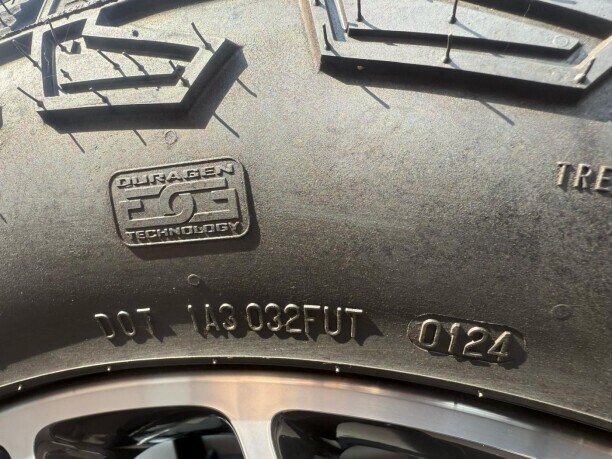 DURAGEN
TECHNOLOGY
TRE
DOT 1A3 032FUT 0124